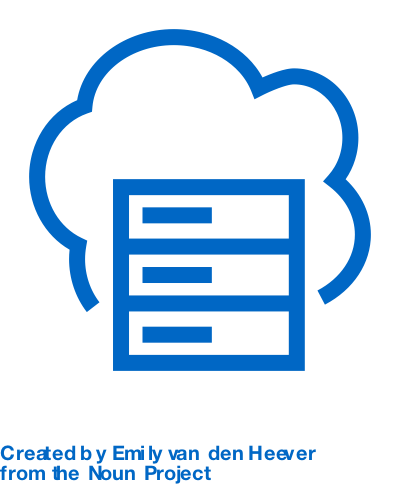 Created by Emily van den Heever
from the Noun Project